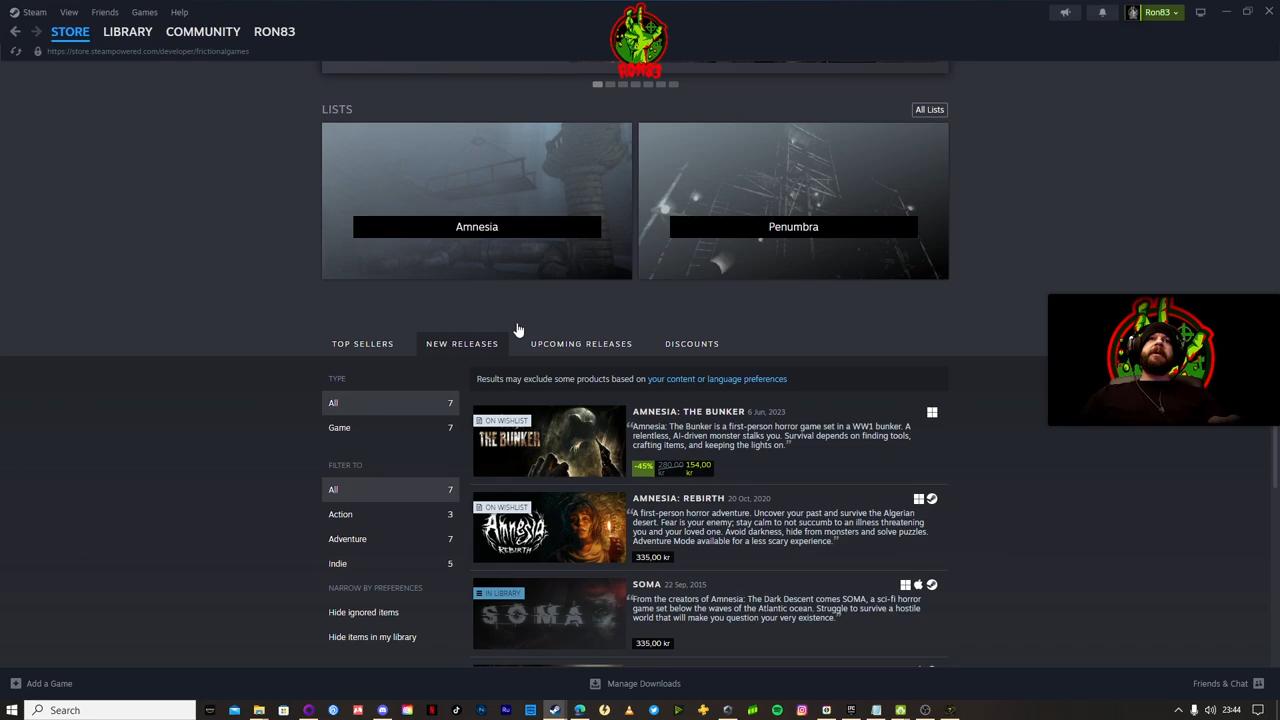 Steam View Friends Games Help
Ron83
STORE LIBRARY COMMUNITY RON83
https://store.steampowered.com/developer/frictionalgames
RON83
LISTS
All Lists
Amnesia
Penumbra
TOP SELLERS
NEW RELEASES
UPCOMING RELEASES
DISCOUNTS
TYPE
All 7
Game 7
FILTER TO
All 7
Action 3
Adventure 7
Indie 5
NARROW BY PREFERENCES
Hide ignored items
Hide items in my library
Results may exclude some products based on your content or language preferences
ON WISHLIST
THE BUNKER
AMNESIA: THE BUNKER 6 Jun, 2023
"Amnesia: The Bunker is a first-person horror game set in a WW1 bunker. A
relentless, AI-driven monster stalks you. Survival depends on finding tools,
crafting items, and keeping the lights on."
-45% 280,00 kr 154,00 kr
ON WISHLIST
Amnesia
REBIRTH
AMNESIA: REBIRTH 20 Oct, 2020
"A first-person horror adventure. Uncover your past and survive the Algerian
desert. Fear is your enemy; stay calm to not succumb to an illness threatening
you and your loved one. Avoid darkness, hide from monsters and solve puzzles.
Adventure Mode available for a less scary experience."
335,00 kr
IN LIBRARY
SOMA
SOMA 22 Sep, 2015
"From the creators of Amnesia: The Dark Descent comes SOMA, a sci-fi horror
game set below the waves of the Atlantic ocean. Struggle to survive a hostile
world that will make you question your very existence."
335,00 kr
Add a Game
Manage Downloads
Friends & Chat
Search
23:44